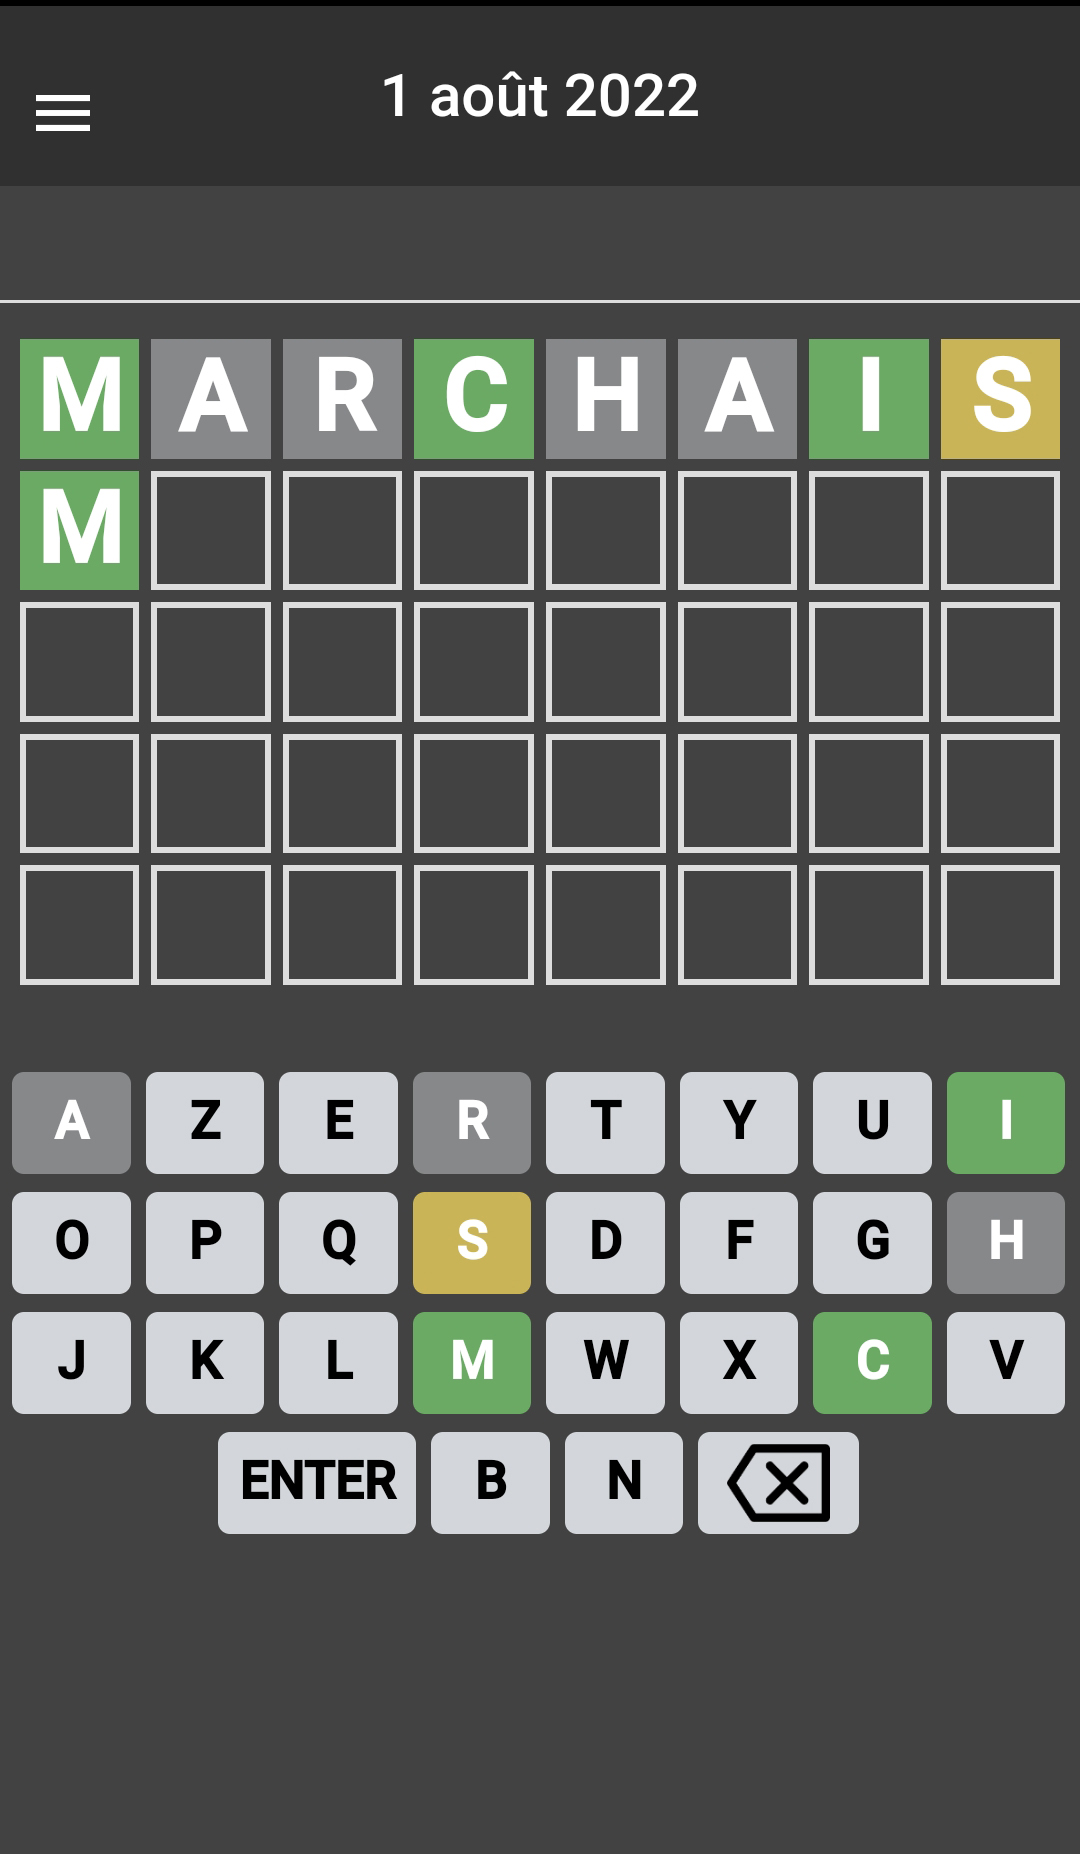 1 août 2022
M A R C H A I S
M
A Z E R T Y U I
O P Q S D F G H
J K L M W X C V
ENTER B N